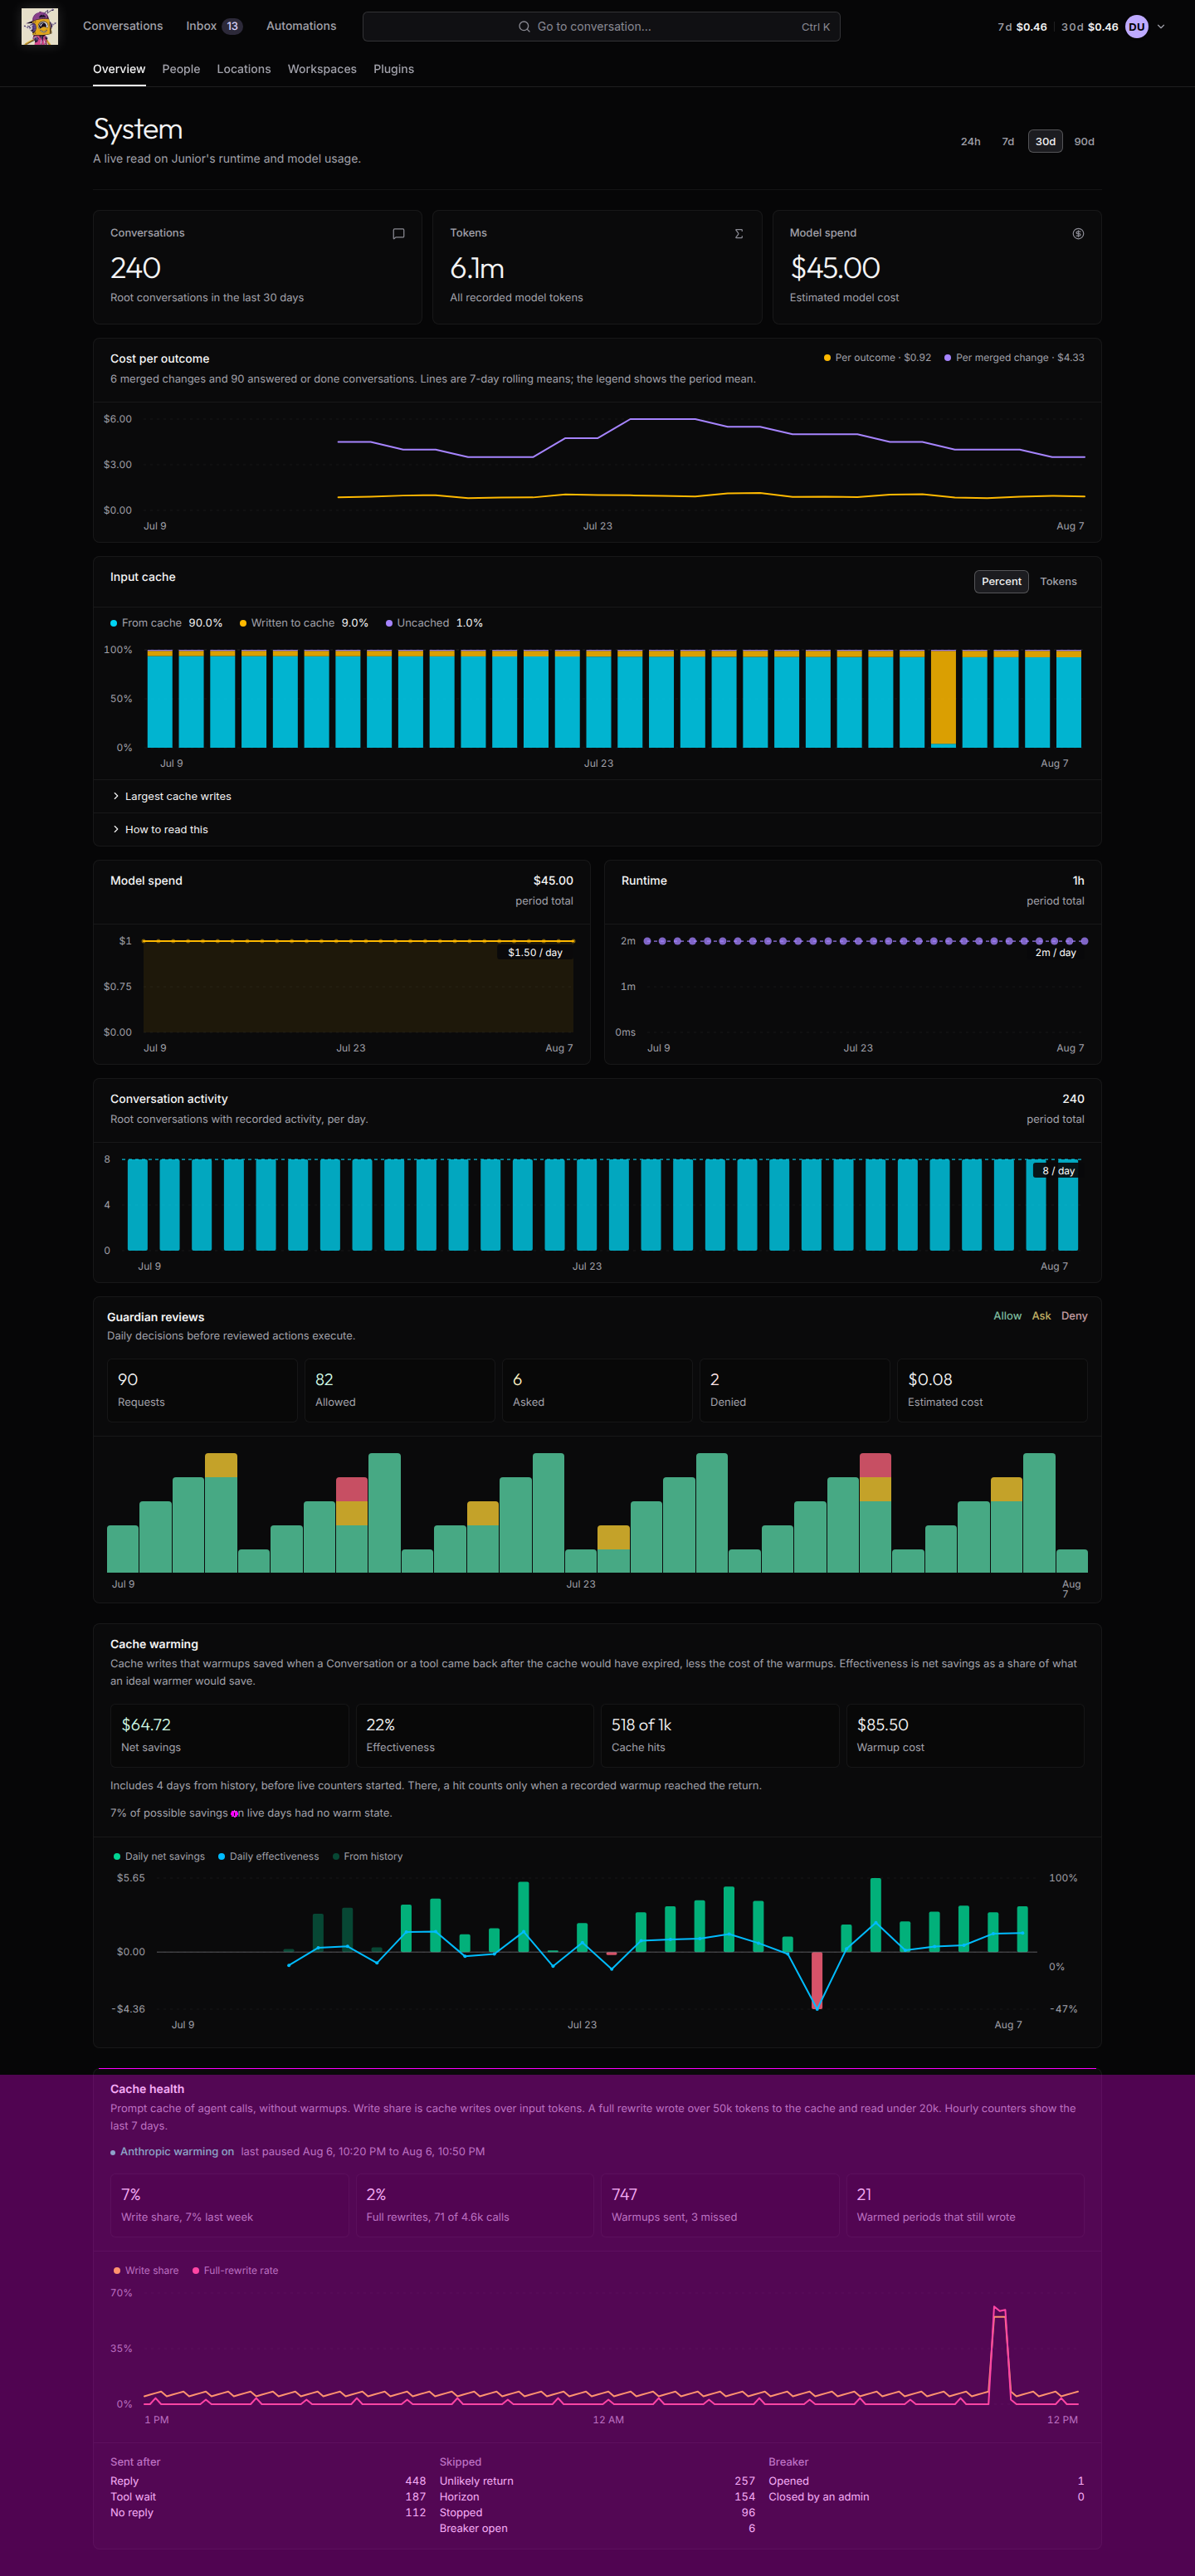 Conversations Inbox 13 Automations Go to conversation... Ctrl K 7d $0.46 30d $0.46 DU
Overview People Locations Workspaces Plugins
System
A live read on Junior's runtime and model usage.
24h 7d 30d 90d
Conversations
240
Root conversations in the last 30 days
Tokens
6.1m
All recorded model tokens
Model spend
$45.00
Estimated model cost
Cost per outcome
Per outcome · $0.92 Per merged change · $4.33
6 merged changes and 90 answered or done conversations. Lines are 7-day rolling means; the legend shows the period mean.
$6.00
$3.00
$0.00
Jul 9 Jul 23 Aug 7
Input cache
Percent Tokens
From cache 90.0% Written to cache 9.0% Uncached 1.0%
100%
50%
0%
Jul 9 Jul 23 Aug 7
Largest cache writes
How to read this
Model spend $45.00
period total
$1
$1.50 / day
$0.75
$0.00
Jul 9 Jul 23 Aug 7
Runtime 1h
period total
2m
2m / day
1m
0ms
Jul 9 Jul 23 Aug 7
Conversation activity 240
Root conversations with recorded activity, per day. period total
8
8 / day
4
0
Jul 9 Jul 23 Aug 7
Guardian reviews Allow Ask Deny
Daily decisions before reviewed actions execute.
90
Requests
82
Allowed
6
Asked
2
Denied
$0.08
Estimated cost
Jul 9 Jul 23 Aug
7
Cache warming
Cache writes that warmups saved when a Conversation or a tool came back after the cache would have expired, less the cost of the warmups. Effectiveness is net savings as a share of what
an ideal warmer would save.
$64.72
Net savings
22%
Effectiveness
518 of 1k
Cache hits
$85.50
Warmup cost
Includes 4 days from history, before live counters started. There, a hit counts only when a recorded warmup reached the return.
7% of possible savings on live days had no warm state.
Daily net savings Daily effectiveness From history
$5.65 100%
$0.00
0%
-$4.36 -47%
Jul 9 Jul 23 Aug 7
Cache health
Prompt cache of agent calls, without warmups. Write share is cache writes over input tokens. A full rewrite wrote over 50k tokens to the cache and read under 20k. Hourly counters show the
last 7 days.
Anthropic warming on last paused Aug 6, 10:20 PM to Aug 6, 10:50 PM
7%
Write share, 7% last week
2%
Full rewrites, 71 of 4.6k calls
747
Warmups sent, 3 missed
21
Warmed periods that still wrote
Write share Full-rewrite rate
70%
35%
0%
1 PM 12 AM 12 PM
Sent after
Reply 448
Tool wait 187
No reply 112
Skipped
Unlikely return 257
Horizon 154
Stopped 96
Breaker open 6
Breaker
Opened 1
Closed by an admin 0